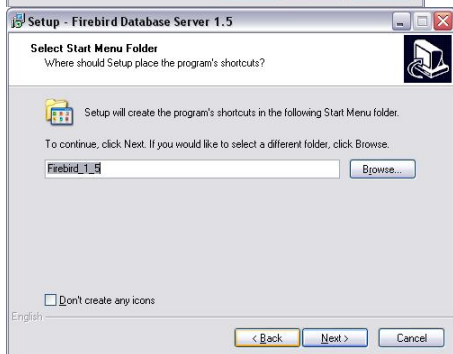 Setup - Firebird Database Server 1.5
Select Start Menu Folder
Where should Setup place the program's shortcuts?
Setup will create the program's shortcuts in the following Start Menu folder.
To continue, click Next. If you would like to select a different folder, click Browse.
Firebird_1_5
Browse...
Don't create any icons
English
< Back
Next >
Cancel